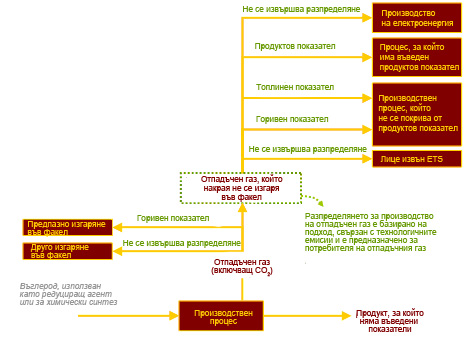 Не се извършва разпределяне
Производство
на електроенергия
Продуктов показател
Процес, за който
има въведен
продуктов показател
Топлинен показател
Производствен
процес, който
не се покрива от
продуктов показател
Горивен показател
Не се извършва разпределяне
Лице извън ETS
Отпадъчен газ, който
накрая не се изгаря
във факел
Горивен показател
Предпазно изгаряне
във факел
Не се извършва разпределяне
Друго изгаряне
във факел
Разпределянето за производство
на отпадъчен газ е базирано на
подход, свързан с технологичните
емисии и е предназначено за
потребителя на отпадъчния газ
Отпадъчен газ
(включващ CO2)
Въглерод, използван
като редуциращ агент
или за химически синтез
Производствен
процес
Продукт, за който
няма въведени
показатели